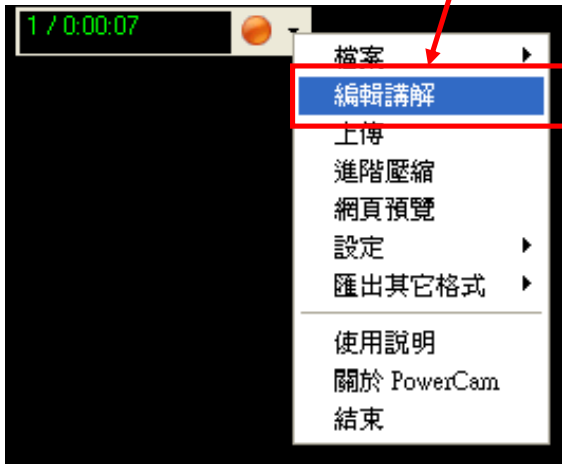 1 / 0:00:07
檔案
編輯講解
上傳
進階壓縮
網頁預覽
設定
匯出其它格式
使用說明
關於 PowerCam
結束